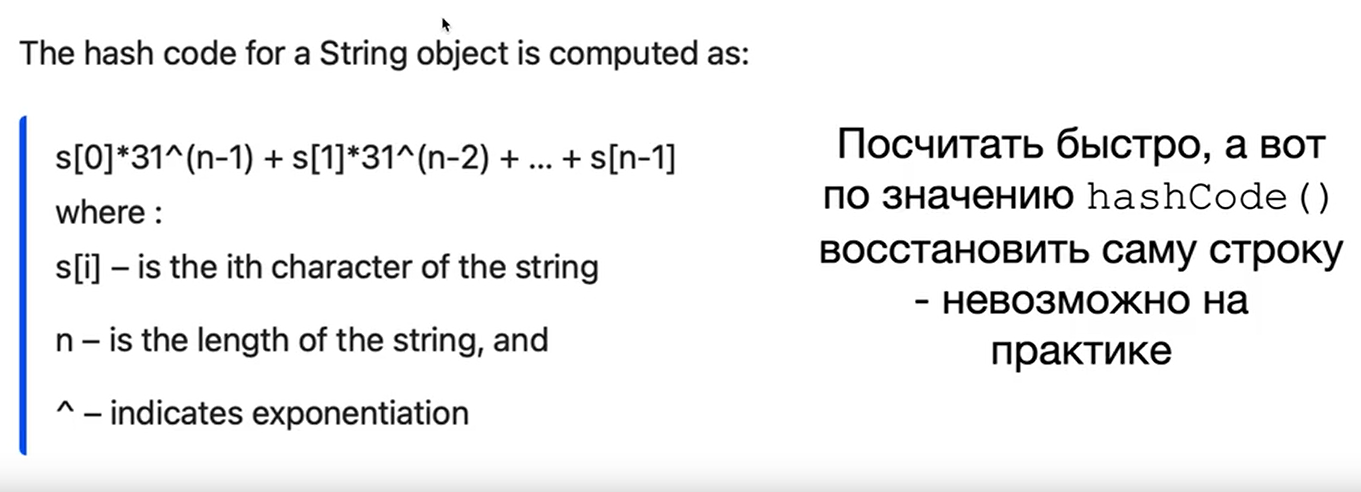 The hash code for a String object is computed as:
s[0]*31^(n-1) + s[1]*31^(n-2) + ... + s[n-1]
where :
s[i] – is the ith character of the string
n – is the length of the string, and
^ – indicates exponentiation
Посчитать быстро, а вот
по значению hashCode()
восстановить саму строку
- невозможно на
практике